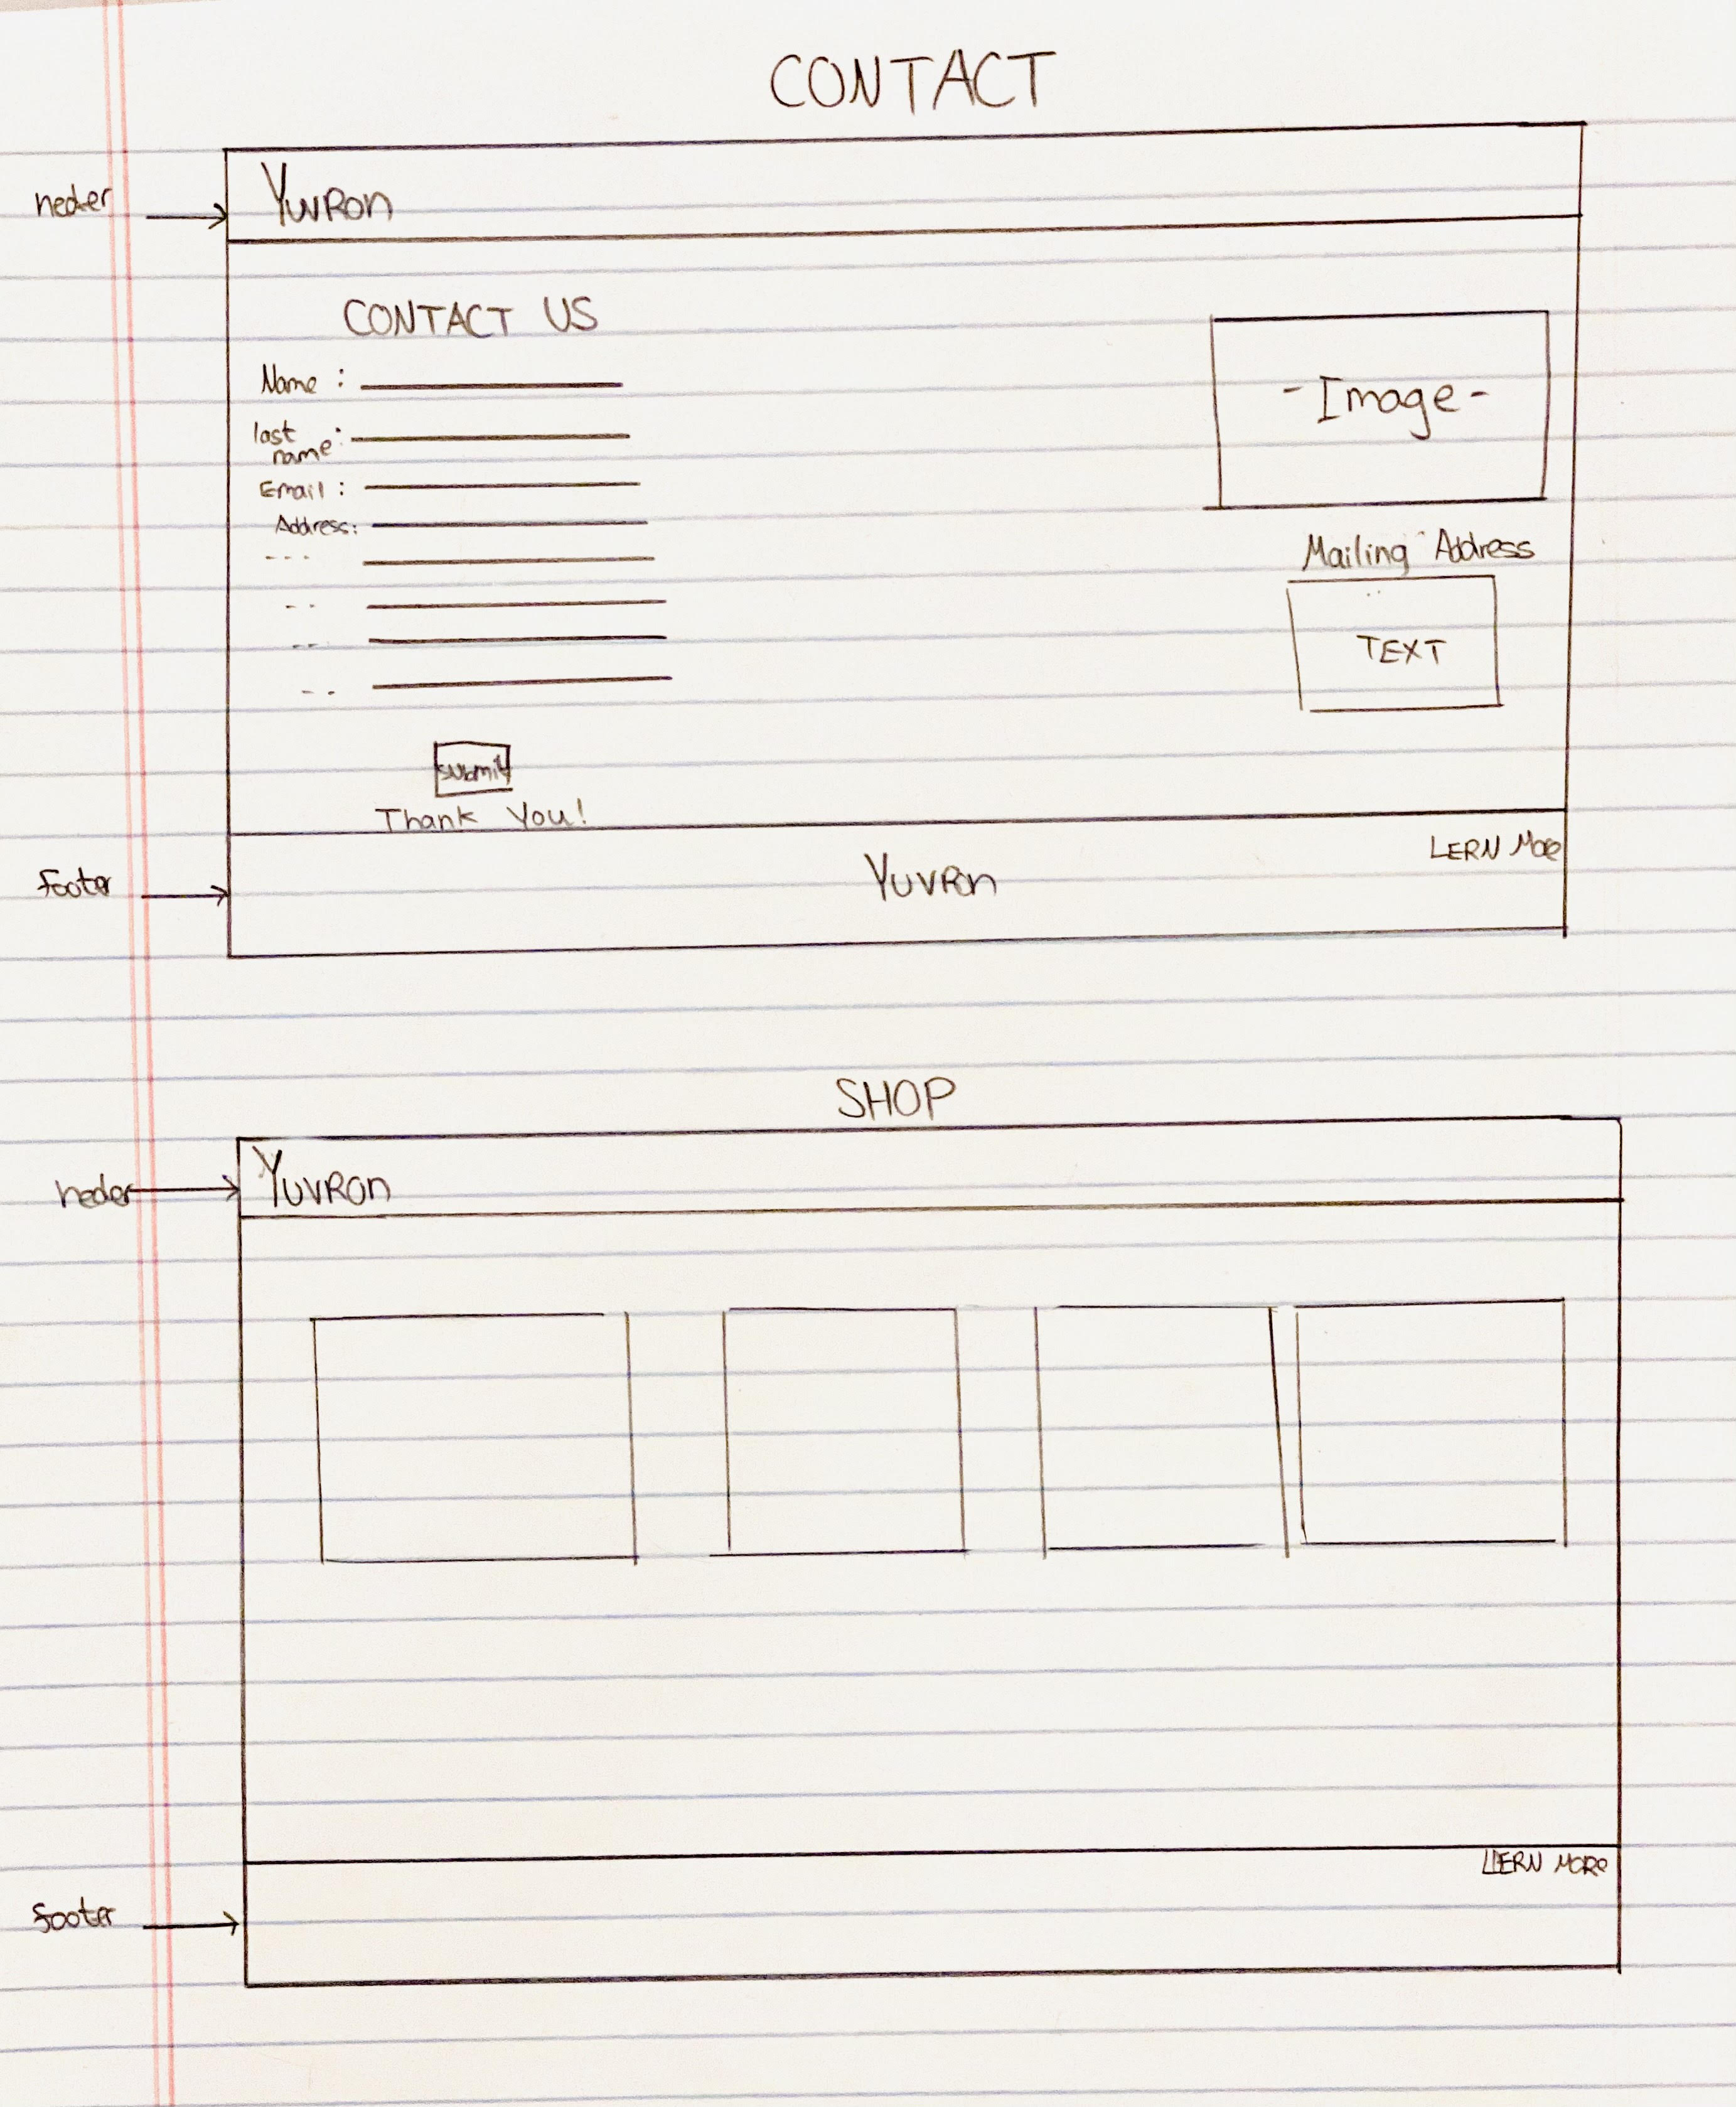 CONTACT
heder
YuvRon
CONTACT US
Name :
last name :
Email :
Address:
---
--
--
--
- Image -
Mailing Address
TEXT
submit
Thank You!
LERN More
footer
Yuvron
SHOP
heder
YuvRon
LERN MORe
footer